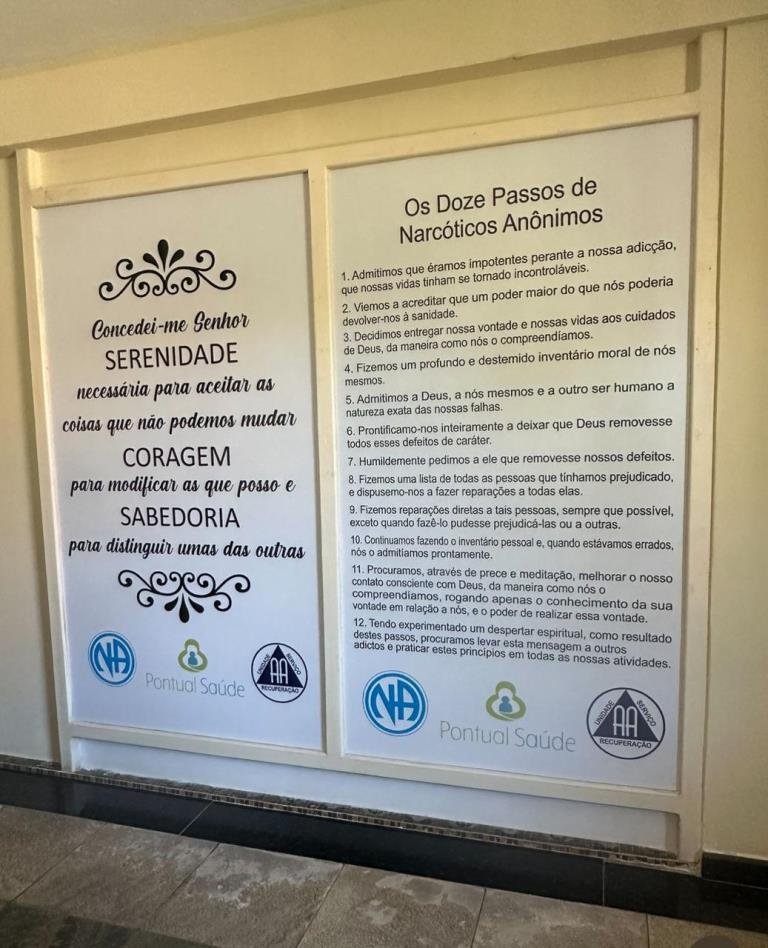 Concedei-me Senhor
SERENIDADE
necessária para aceitar as
coisas que não podemos mudar
CORAGEM
para modificar as que posso e
SABEDORIA
para distinguir umas das outras
NA
Pontual Saúde
UNIDADE
SERVIÇO
AA
RECUPERAÇÃO
Os Doze Passos de
Narcóticos Anônimos
1. Admitimos que éramos impotentes perante a nossa adicção,
que nossas vidas tinham se tornado incontroláveis.
2. Viemos a acreditar que um poder maior do que nós poderia
devolver-nos à sanidade.
3. Decidimos entregar nossa vontade e nossas vidas aos cuidados
de Deus, da maneira como nós o compreendíamos.
4. Fizemos um profundo e destemido inventário moral de nós
mesmos.
5. Admitimos a Deus, a nós mesmos e a outro ser humano a
natureza exata das nossas falhas.
6. Prontificamo-nos inteiramente a deixar que Deus removesse
todos esses defeitos de caráter.
7. Humildemente pedimos a ele que removesse nossos defeitos.
8. Fizemos uma lista de todas as pessoas que tínhamos prejudicado,
e dispusemo-nos a fazer reparações a todas elas.
9. Fizemos reparações diretas a tais pessoas, sempre que possível,
exceto quando fazê-lo pudesse prejudicá-las ou a outras.
10. Continuamos fazendo o inventário pessoal e, quando estávamos errados,
nós o admitíamos prontamente.
11. Procuramos, através de prece e meditação, melhorar o nosso
contato consciente com Deus, da maneira como nós o
compreendíamos, rogando apenas o conhecimento da sua
vontade em relação a nós, e o poder de realizar essa vontade.
12. Tendo experimentado um despertar espiritual, como resultado
destes passos, procuramos levar esta mensagem a outros
adictos e praticar estes princípios em todas as nossas atividades.
NA
Pontual Saúde
UNIDADE
SERVIÇO
AA
RECUPERAÇÃO